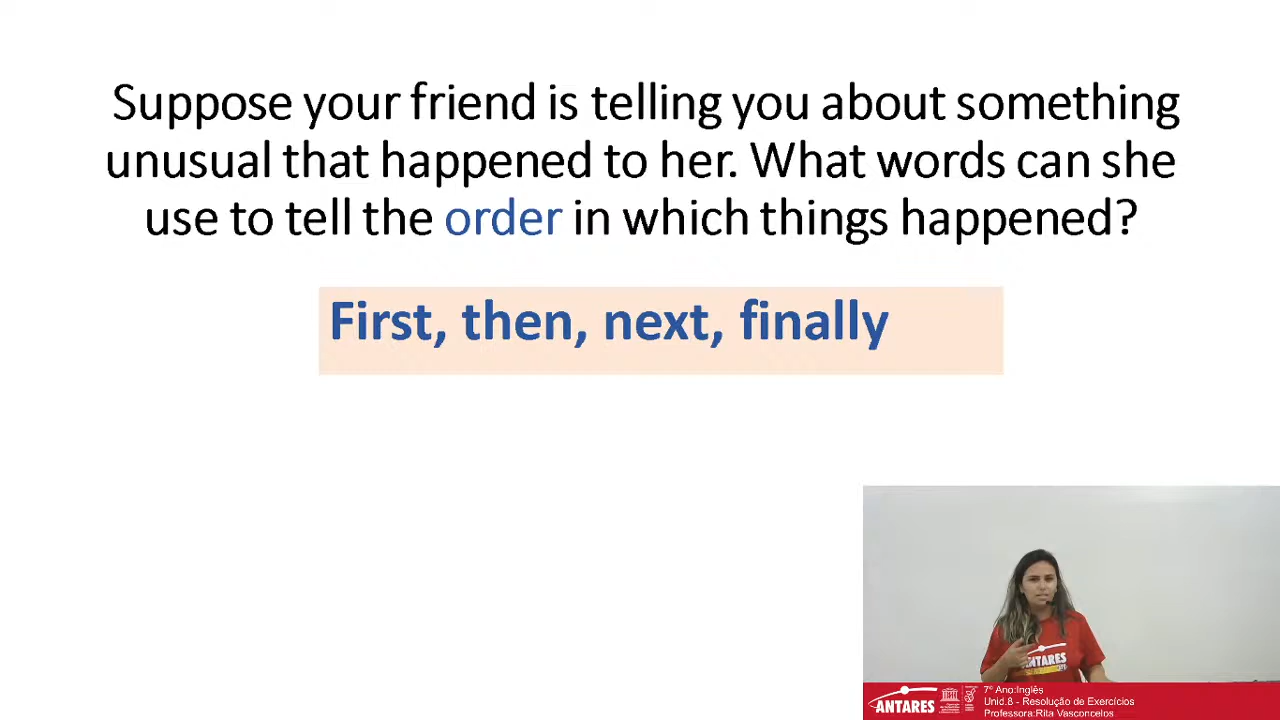 Suppose your friend is telling you about something
unusual that happened to her. What words can she
use to tell the order in which things happened?
First, then, next, finally
ANTARES
ANTARES
7º Ano:Inglês
Unid.8 - Resolução de Exercícios
Professora:Rita Vasconcelos